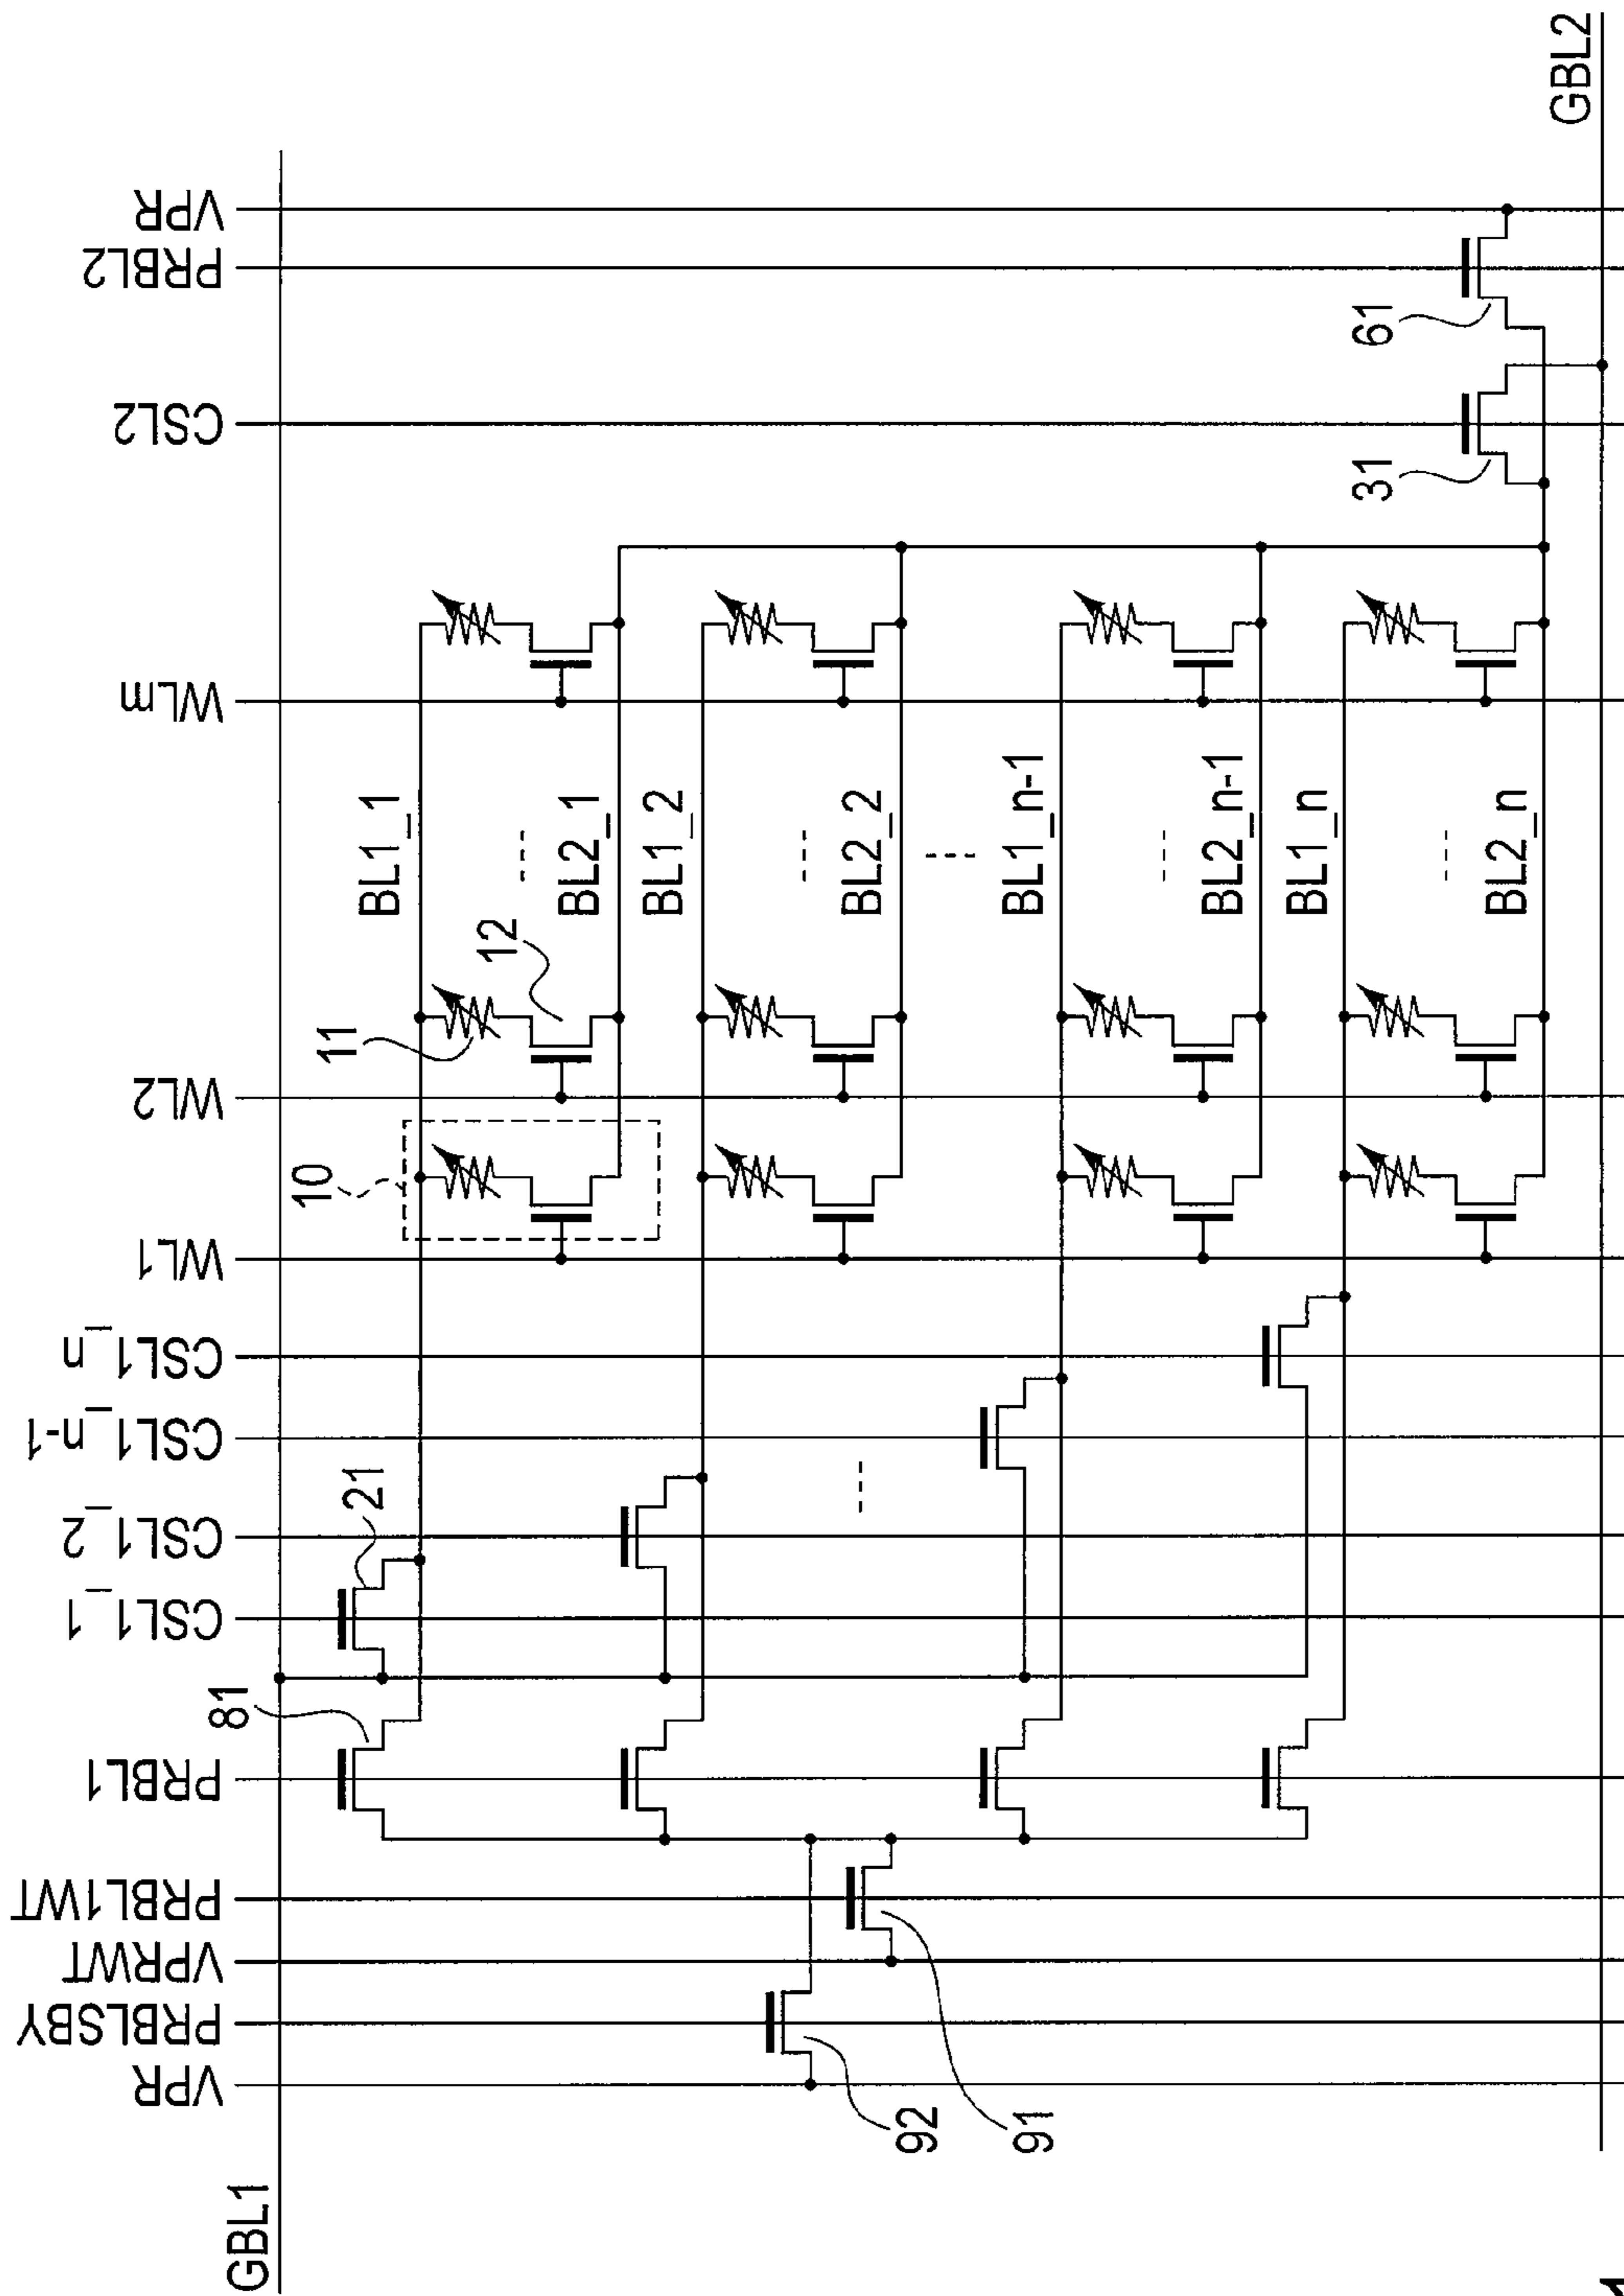 GBL1
VPR
PRBLSBY
VPRWT
PRBL1WT
PRBL1
CSL1_1
CSL1_2
CSL1_n-1
CSL1_n
WL1
WL2
WLm
CSL2
PRBL2
VPR
81
21
10
11
12
BL1_1
BL2_1
BL1_2
BL2_2
BL1_n-1
BL2_n-1
BL1_n
BL2_n
92
91
31
61
GBL2